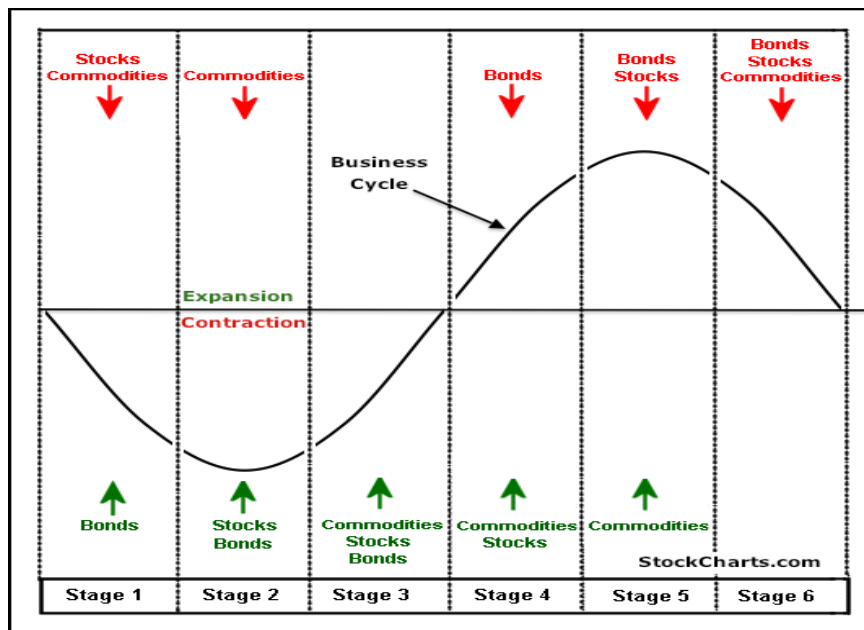 Stocks
Commodities
Commodities
Bonds
Bonds
Stocks
Bonds
Stocks
Commodities
Business
Cycle
Expansion
Contraction
Bonds
Stocks
Bonds
Commodities
Stocks
Bonds
Commodities
Stocks
Commodities
StockCharts.com
Stage 1
Stage 2
Stage 3
Stage 4
Stage 5
Stage 6